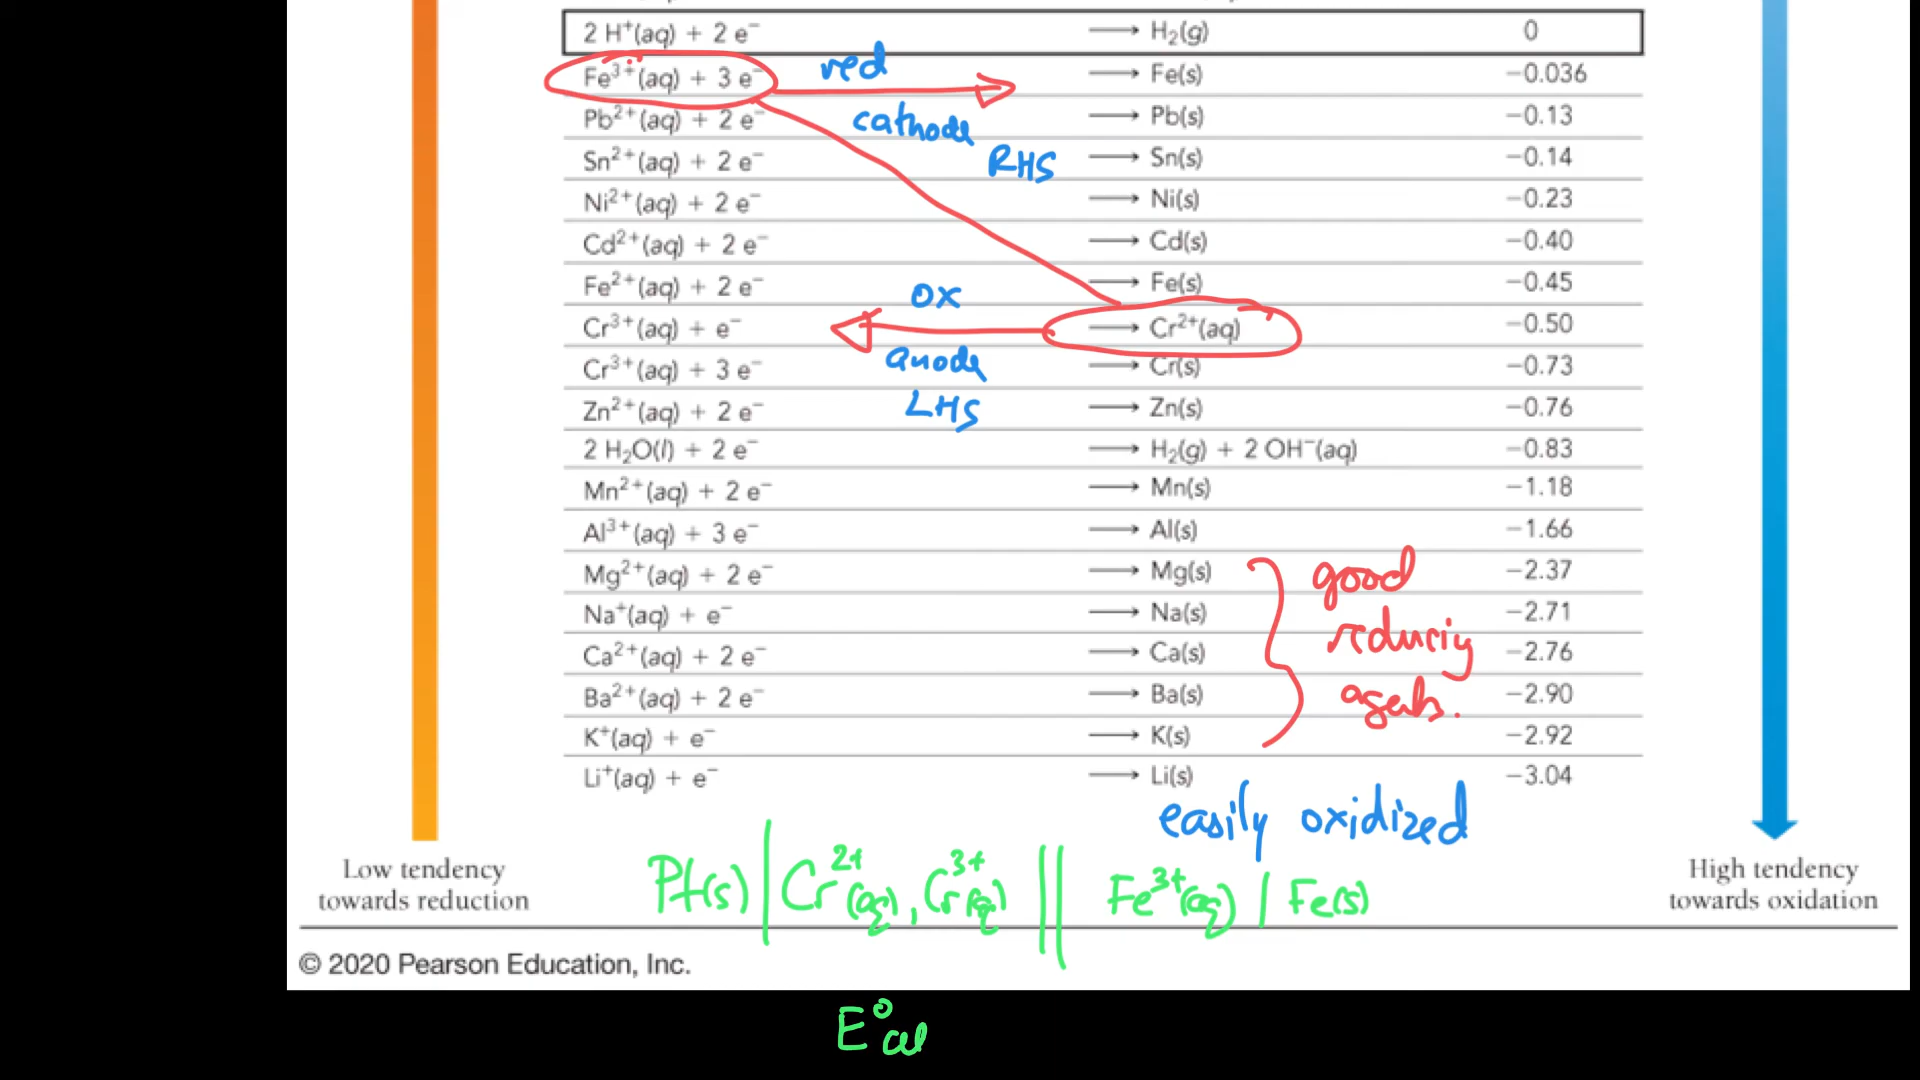 2 H⁺(aq) + 2 e⁻ ⟶ H₂(g) 0
Fe³⁺(aq) + 3 e⁻ red ⟶ Fe(s) −0.036
Pb²⁺(aq) + 2 e⁻ cathode ⟶ Pb(s) −0.13
Sn²⁺(aq) + 2 e⁻ RHS ⟶ Sn(s) −0.14
Ni²⁺(aq) + 2 e⁻ ⟶ Ni(s) −0.23
Cd²⁺(aq) + 2 e⁻ ⟶ Cd(s) −0.40
Fe²⁺(aq) + 2 e⁻ ox ⟶ Fe(s) −0.45
Cr³⁺(aq) + e⁻ ⟶ Cr²⁺(aq) −0.50
Cr³⁺(aq) + 3 e⁻ anode ⟶ Cr(s) −0.73
Zn²⁺(aq) + 2 e⁻ LHS ⟶ Zn(s) −0.76
2 H₂O(l) + 2 e⁻ ⟶ H₂(g) + 2 OH⁻(aq) −0.83
Mn²⁺(aq) + 2 e⁻ ⟶ Mn(s) −1.18
Al³⁺(aq) + 3 e⁻ ⟶ Al(s) −1.66
Mg²⁺(aq) + 2 e⁻ ⟶ Mg(s) good −2.37
Na⁺(aq) + e⁻ ⟶ Na(s) reducing −2.71
Ca²⁺(aq) + 2 e⁻ ⟶ Ca(s) −2.76
Ba²⁺(aq) + 2 e⁻ ⟶ Ba(s) agents. −2.90
K⁺(aq) + e⁻ ⟶ K(s) −2.92
Li⁺(aq) + e⁻ ⟶ Li(s) −3.04
easily oxidized
Low tendency
towards reduction
Pt(s) | Cr²⁺(aq), Cr³⁺(aq) || Fe³⁺(aq) | Fe(s)
High tendency
towards oxidation
© 2020 Pearson Education, Inc.
E°cell